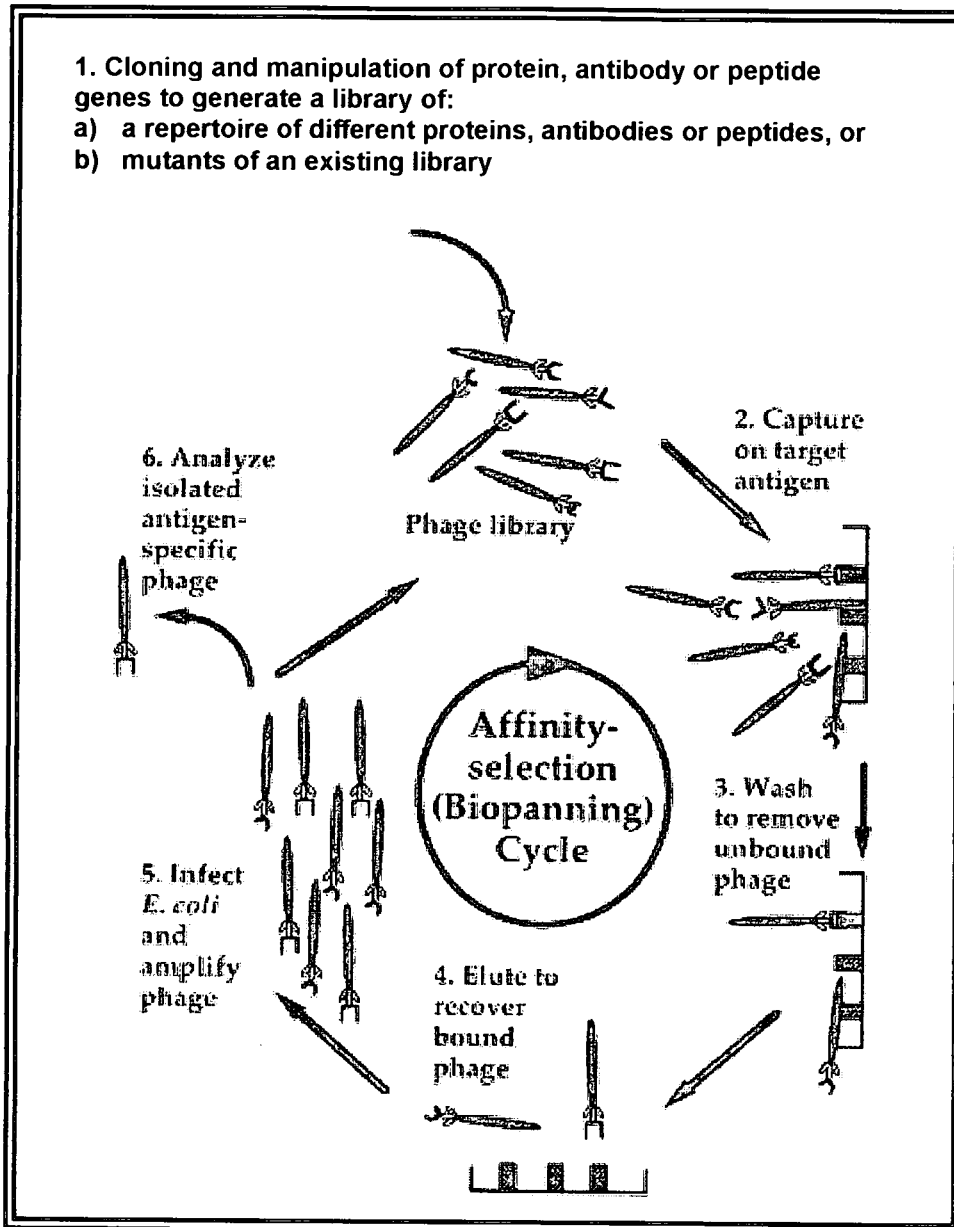 1. Cloning and manipulation of protein, antibody or peptide
genes to generate a library of:
a) a repertoire of different proteins, antibodies or peptides, or
b) mutants of an existing library
Phage library
2. Capture
on target
antigen
3. Wash
to remove
unbound
phage
4. Elute to
recover
bound
phage
5. Infect
E. coli
and
amplify
phage
6. Analyze
isolated
antigen-
specific
phage
Affinity-
selection
(Biopanning)
Cycle